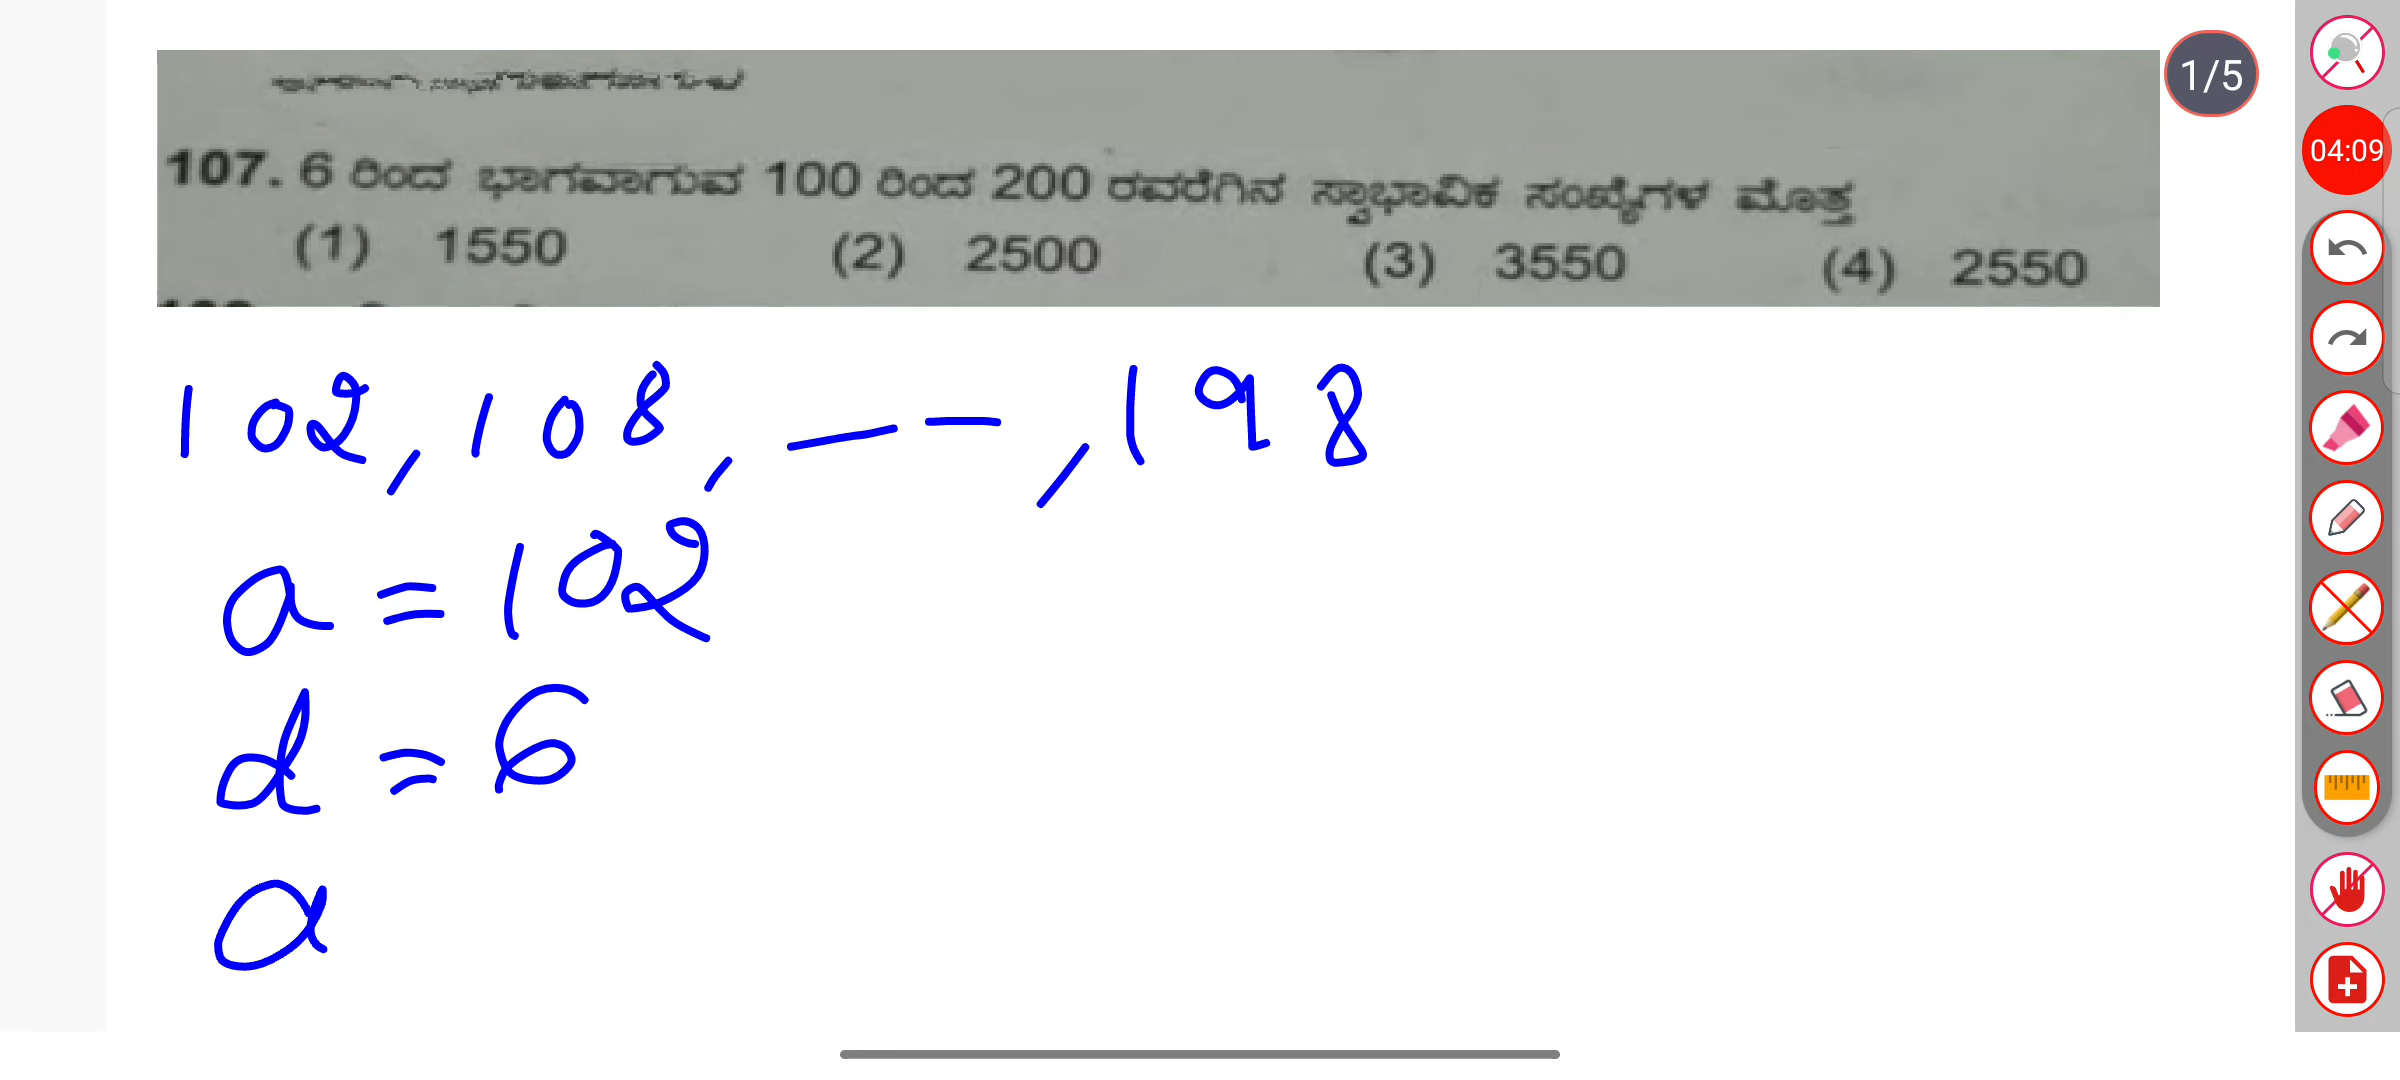 1/5
04:09
107. 6 ರಿಂದ ಭಾಗವಾಗುವ 100 ರಿಂದ 200 ರವರೆಗಿನ ಸ್ವಾಭಾವಿಕ ಸಂಖ್ಯೆಗಳ ಮೊತ್ತ
(1) 1550 (2) 2500 (3) 3550 (4) 2550
102, 108, — – , 198
a = 102
d = 6
a